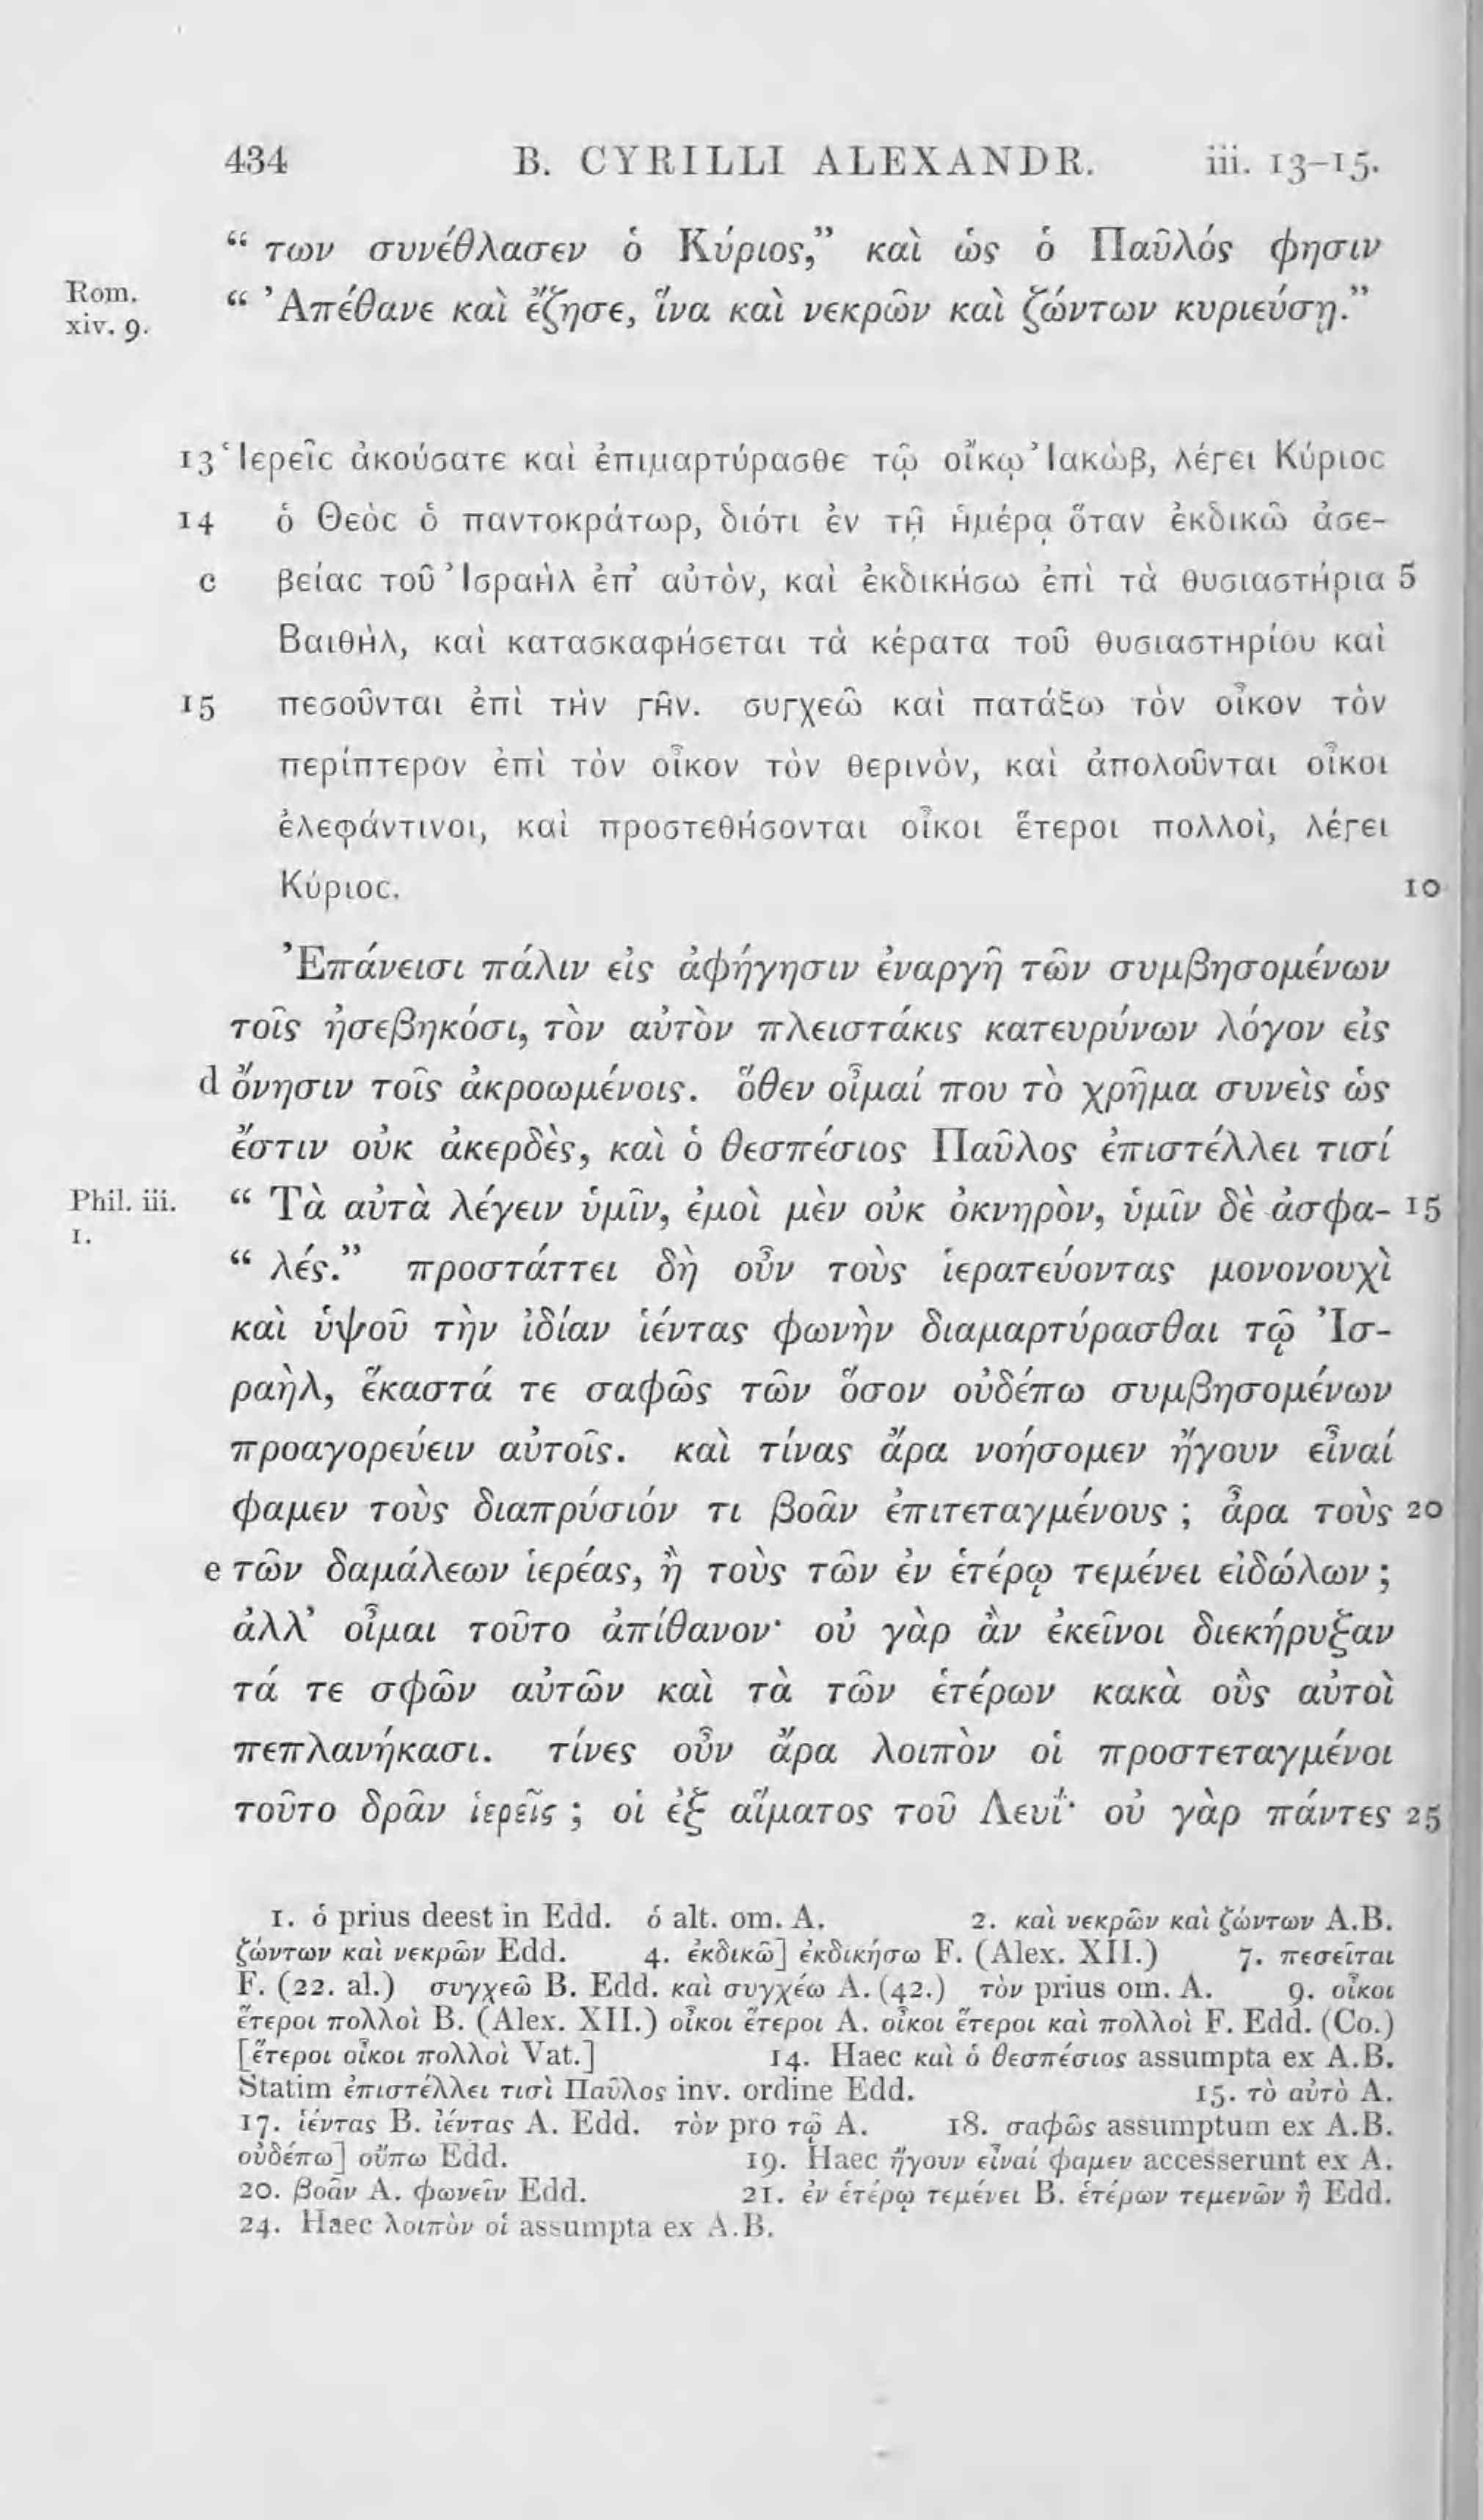 434 B. CYRILLI ALEXANDR. iii. 13-15.
“ των συνέθλασεν ὁ Κύριος,” καὶ ὡς ὁ Παῦλός φησιν
Rom. xiv. 9. “ Ἀπέθανε καὶ ἔζησε, ἵνα καὶ νεκρῶν καὶ ζώντων κυριεύσῃ.”
13 Ἱερεῖς ἀκούσατε καὶ ἐπιμαρτύρασθε τῷ οἴκῳ Ἰακὼβ, λέγει Κύριος
14 ὁ Θεὸς ὁ παντοκράτωρ, διότι ἐν τῇ ἡμέρᾳ ὅταν ἐκδικῶ ἀσε-
c βείας τοῦ Ἰσραὴλ ἐπ’ αὐτὸν, καὶ ἐκδικήσω ἐπὶ τὰ θυσιαστήρια 5
Βαιθὴλ, καὶ κατασκαφήσεται τὰ κέρατα τοῦ θυσιαστηρίου καὶ
15 πεσοῦνται ἐπὶ τὴν γῆν. συγχεῶ καὶ πατάξω τὸν οἶκον τὸν
περίπτερον ἐπὶ τὸν οἶκον τὸν θερινὸν, καὶ ἀπολοῦνται οἶκοι
ἐλεφάντινοι, καὶ προστεθήσονται οἶκοι ἕτεροι πολλοὶ, λέγει
Κύριος. 10
Ἐπάνεισι πάλιν εἰς ἀφήγησιν ἐναργῆ τῶν συμβησομένων
τοῖς ἠσεβηκόσι, τὸν αὐτὸν πλειστάκις κατευρύνων λόγον εἰς
d ὄνησιν τοῖς ἀκροωμένοις. ὅθεν οἶμαί που τὸ χρῆμα συνεὶς ὡς
ἔστιν οὐκ ἀκερδὲς, καὶ ὁ θεσπέσιος Παῦλος ἐπιστέλλει τισί
Phil. iii. 1. “ Τὰ αὐτὰ λέγειν ὑμῖν, ἐμοὶ μὲν οὐκ ὀκνηρὸν, ὑμῖν δὲ ἀσφα- 15
“ λές.” προστάττει δὴ οὖν τοὺς ἱερατεύοντας μονονουχὶ
καὶ ὑψοῦ τὴν ἰδίαν ἱέντας φωνὴν διαμαρτύρασθαι τῷ Ἰσ-
ραὴλ, ἕκαστά τε σαφῶς τῶν ὅσον οὐδέπω συμβησομένων
προαγορεύειν αὐτοῖς. καὶ τίνας ἄρα νοήσομεν ἤγουν εἶναί
φαμεν τοὺς διαπρύσιόν τι βοᾶν ἐπιτεταγμένους ; ἆρα τοὺς 20
e τῶν δαμάλεων ἱερέας, ἢ τοὺς τῶν ἐν ἑτέρῳ τεμένει εἰδώλων ;
ἀλλ’ οἶμαι τοῦτο ἀπίθανον· οὐ γὰρ ἂν ἐκεῖνοι διεκήρυξαν
τά τε σφῶν αὐτῶν καὶ τὰ τῶν ἑτέρων κακὰ οὓς αὐτοὶ
πεπλανήκασι. τίνες οὖν ἄρα λοιπὸν οἱ προστεταγμένοι
τοῦτο δρᾶν ἱερεῖς ; οἱ ἐξ αἵματος τοῦ Λευΐ· οὐ γὰρ πάντες 25
1. ὁ prius deest in Edd. ὁ alt. om. A. 2. καὶ νεκρῶν καὶ ζώντων A.B.
ζώντων καὶ νεκρῶν Edd. 4. ἐκδικῶ] ἐκδικήσω F. (Alex. XII.) 7. πεσεῖται
F. (22. al.) συγχεῶ B. Edd. καὶ συγχέω A. (42.) τὸν prius om. A. 9. οἶκοι
ἕτεροι πολλοὶ B. (Alex. XII.) οἶκοι ἕτεροι A. οἶκοι ἕτεροι καὶ πολλοὶ F. Edd. (Co.)
[ἕτεροι οἶκοι πολλοὶ Vat.] 14. Haec καὶ ὁ θεσπέσιος assumpta ex A.B.
Statim ἐπιστέλλει τισὶ Παῦλος inv. ordine Edd. 15. τὸ αὐτὸ A.
17. ἱέντας B. ἰέντας A. Edd. τὸν pro τῷ A. 18. σαφῶς assumptum ex A.B.
οὐδέπω] οὔπω Edd. 19. Haec ἤγουν εἶναί φαμεν accesserunt ex A.
20. βοᾶν A. φωνεῖν Edd. 21. ἐν ἑτέρῳ τεμένει B. ἑτέρων τεμενῶν ἢ Edd.
24. Haec λοιπὸν οἱ assumpta ex A.B.